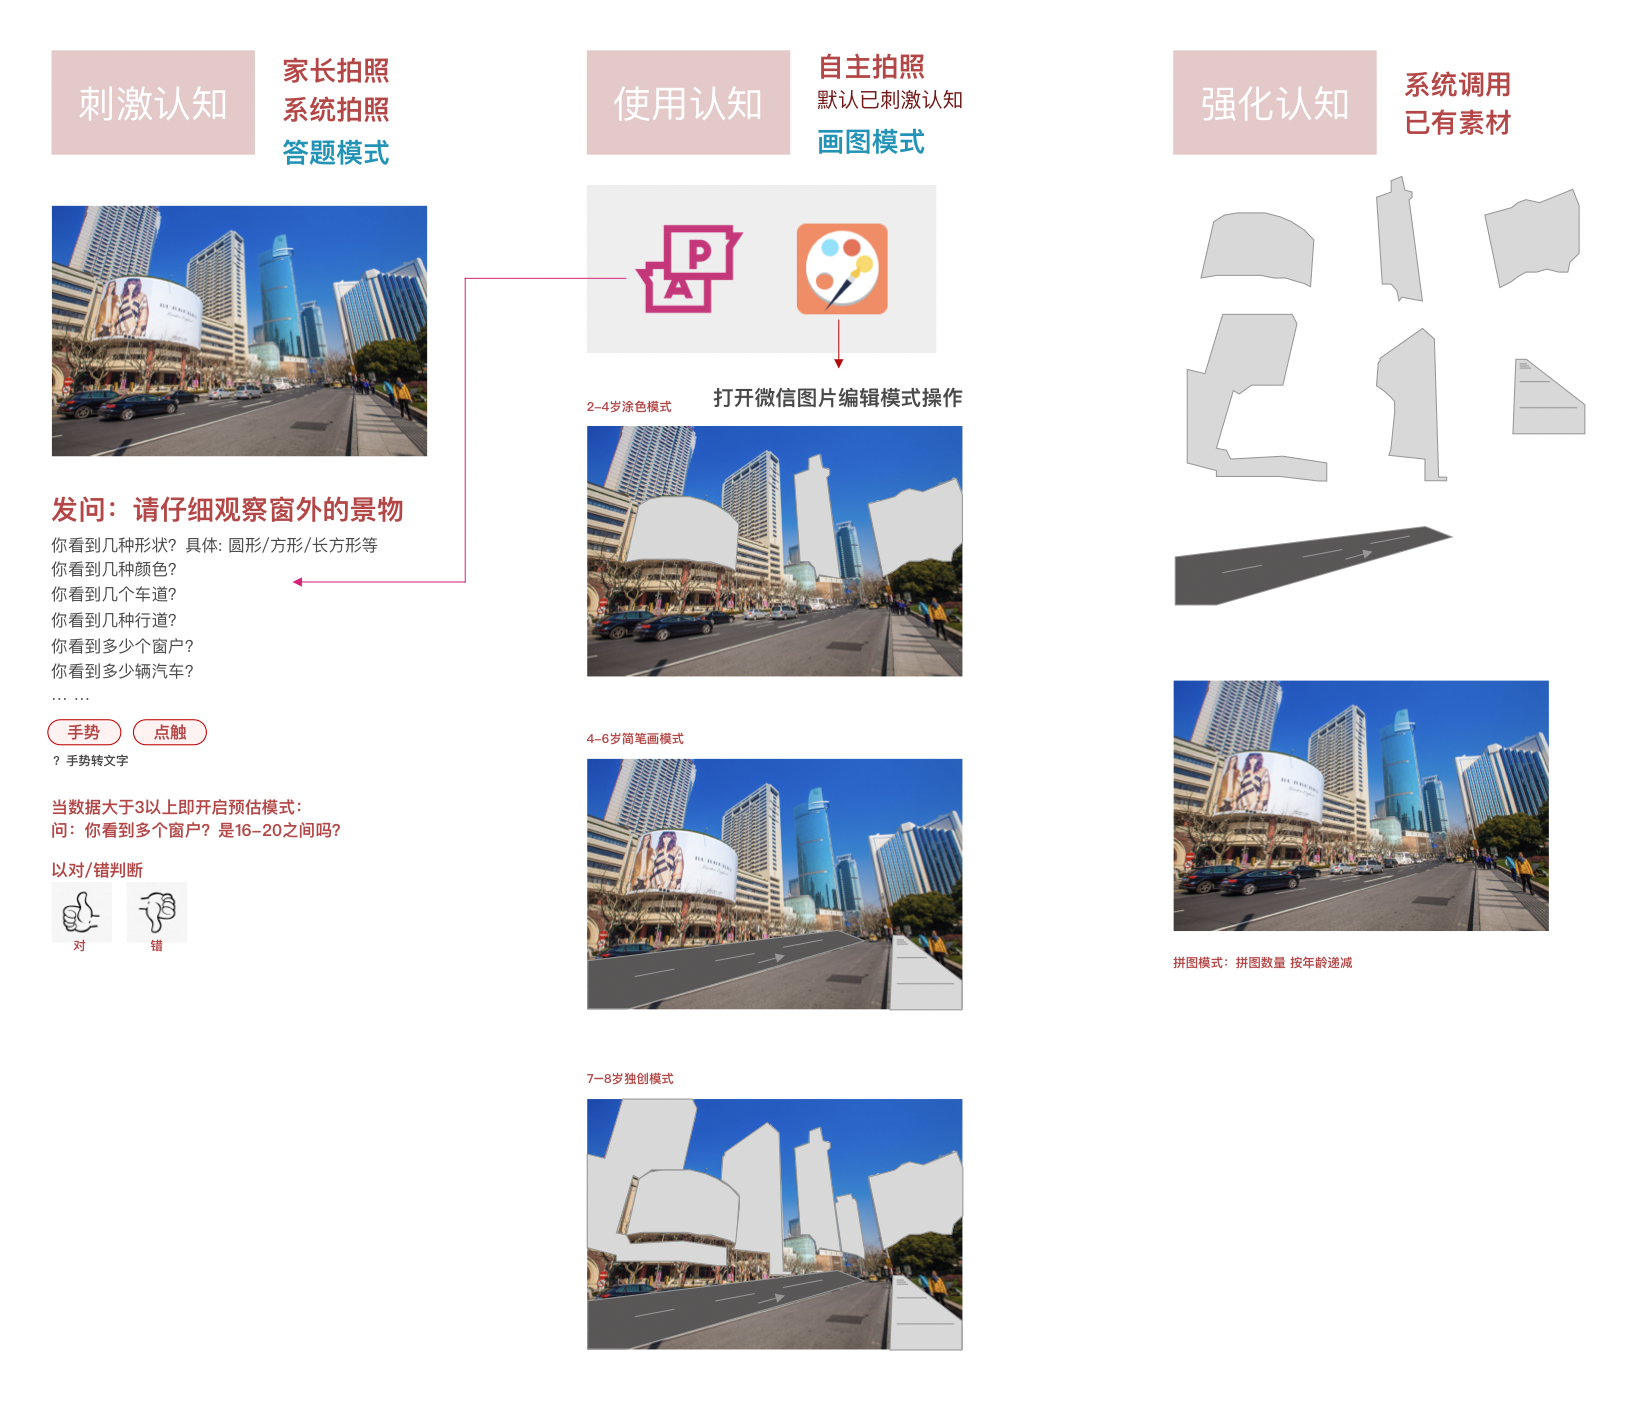 刺激认知
家长拍照
系统拍照
答题模式
发问：请仔细观察窗外的景物
你看到几种形状？具体: 圆形/方形/长方形等
你看到几种颜色？
你看到几个车道？
你看到几种行道？
你看到多少个窗户？
你看到多少辆汽车？
… …
手势
点触
？手势转文字
当数据大于3以上即开启预估模式：
问：你看到多个窗户？是16-20之间吗？
以对/错判断
对
错
使用认知
自主拍照
默认已刺激认知
画图模式
P
A
打开微信图片编辑模式操作
2-4岁涂色模式
4-6岁简笔画模式
7—8岁独创模式
强化认知
系统调用
已有素材
拼图模式：拼图数量 按年龄递减